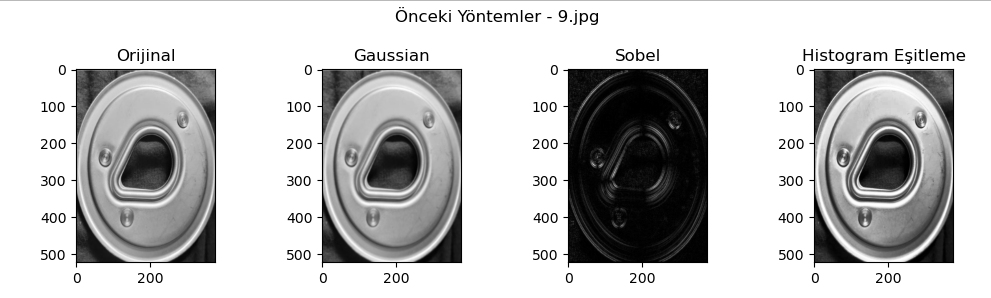 Önceki Yöntemler - 9.jpg
Orijinal Gaussian Sobel Histogram Eşitleme
0 0 0 0
100 100 100 100
200 200 200 200
300 300 300 300
400 400 400 400
500 500 500 500
0 200 0 200 0 200 0 200